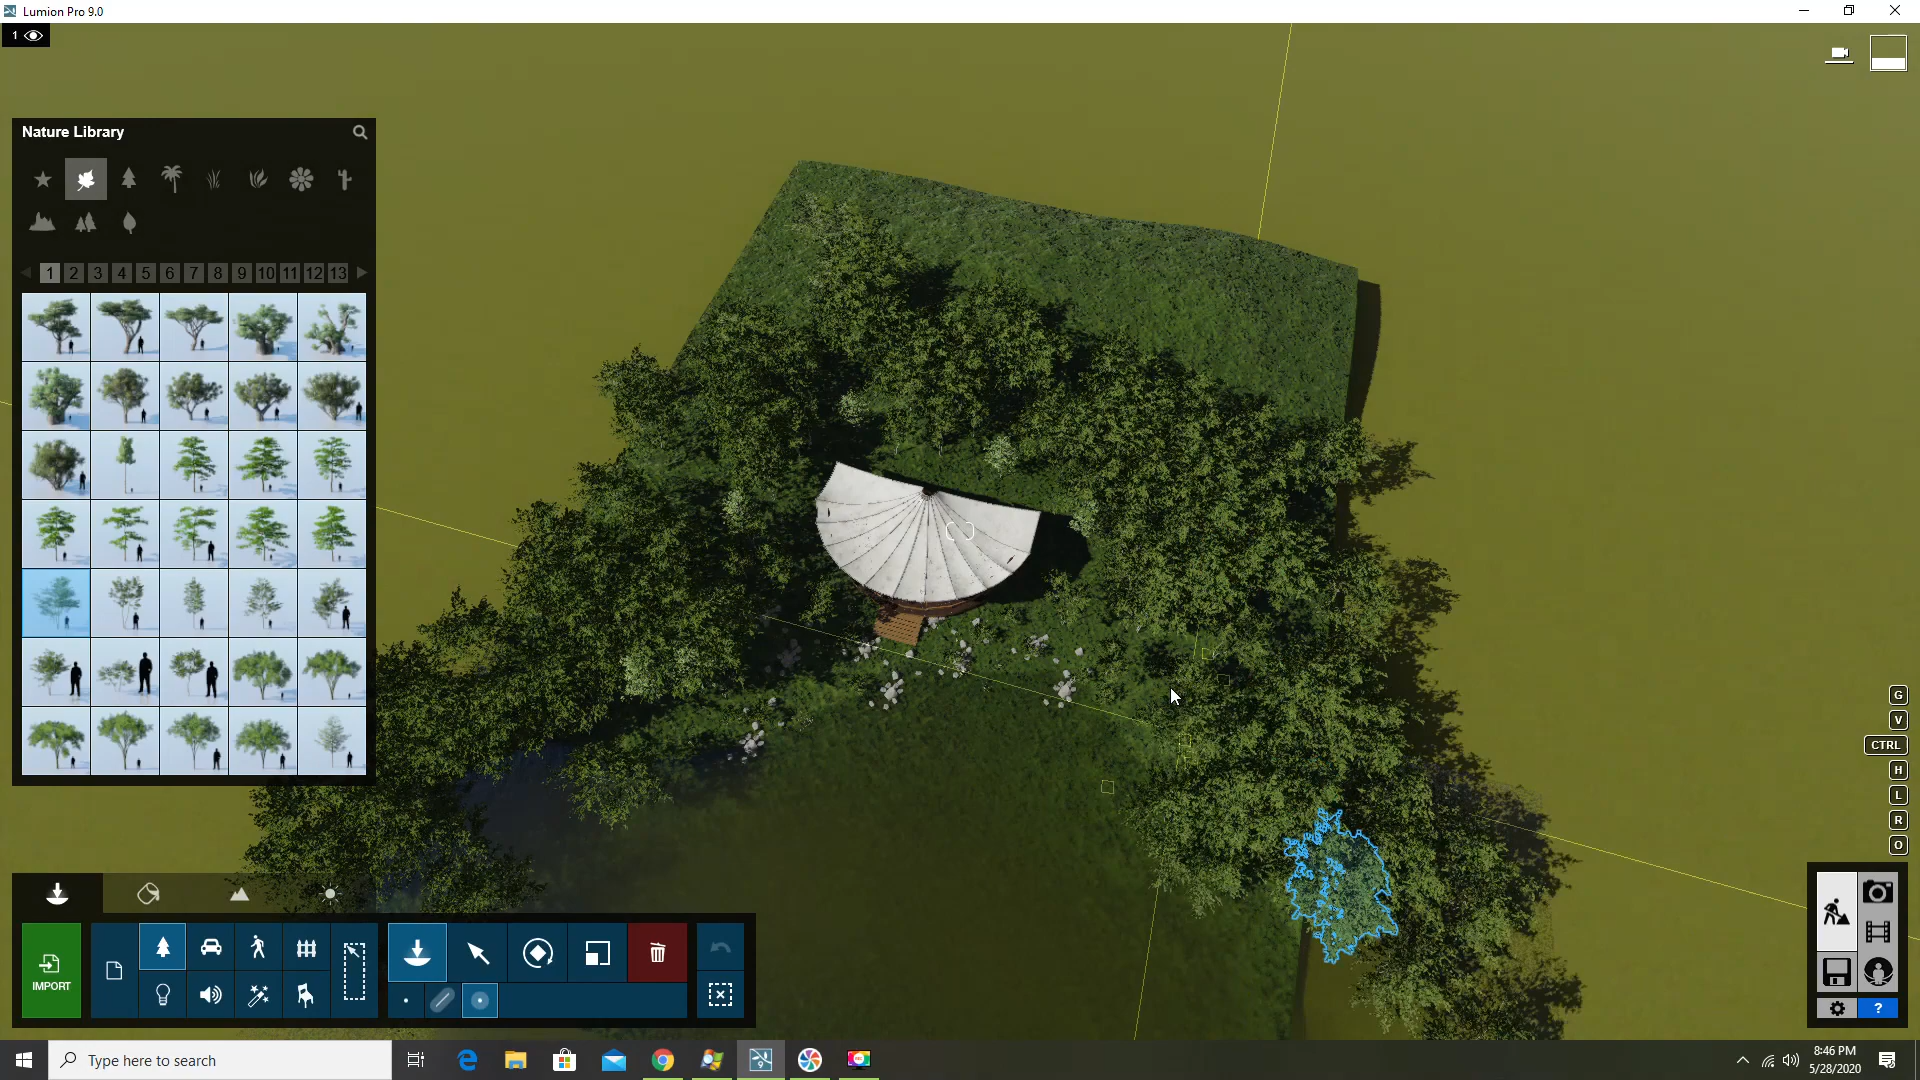 Lumion Pro 9.0
1
Nature Library
1 2 3 4 5 6 7 8 9 10 11 12 13
G
V
CTRL
H
L
R
O
IMPORT
?
Type here to search
8:46 PM
5/28/2020